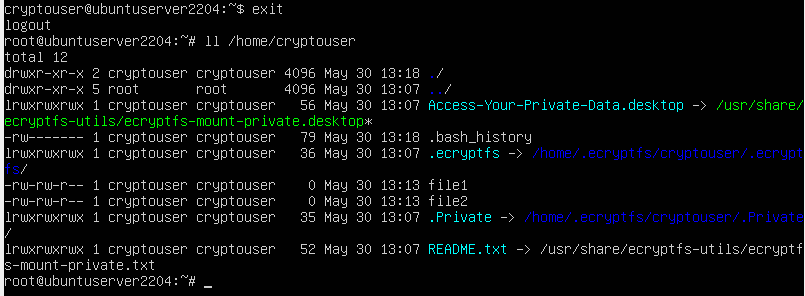 cryptouser@ubuntuserver2204:~$ exit
logout
root@ubuntuserver2204:~# ll /home/cryptouser
total 12
drwxr-xr-x 2 cryptouser cryptouser 4096 May 30 13:18 ./
drwxr-xr-x 5 root       root       4096 May 30 13:07 ../
lrwxrwxrwx 1 cryptouser cryptouser   56 May 30 13:07 Access-Your-Private-Data.desktop -> /usr/share/
ecryptfs-utils/ecryptfs-mount-private.desktop*
-rw------- 1 cryptouser cryptouser   79 May 30 13:18 .bash_history
lrwxrwxrwx 1 cryptouser cryptouser   36 May 30 13:07 .ecryptfs -> /home/.ecryptfs/cryptouser/.ecrypt
fs/
-rw-rw-r-- 1 cryptouser cryptouser    0 May 30 13:13 file1
-rw-rw-r-- 1 cryptouser cryptouser    0 May 30 13:13 file2
lrwxrwxrwx 1 cryptouser cryptouser   35 May 30 13:07 .Private -> /home/.ecryptfs/cryptouser/.Private
/
lrwxrwxrwx 1 cryptouser cryptouser   52 May 30 13:07 README.txt -> /usr/share/ecryptfs-utils/ecryptf
s-mount-private.txt
root@ubuntuserver2204:~# _